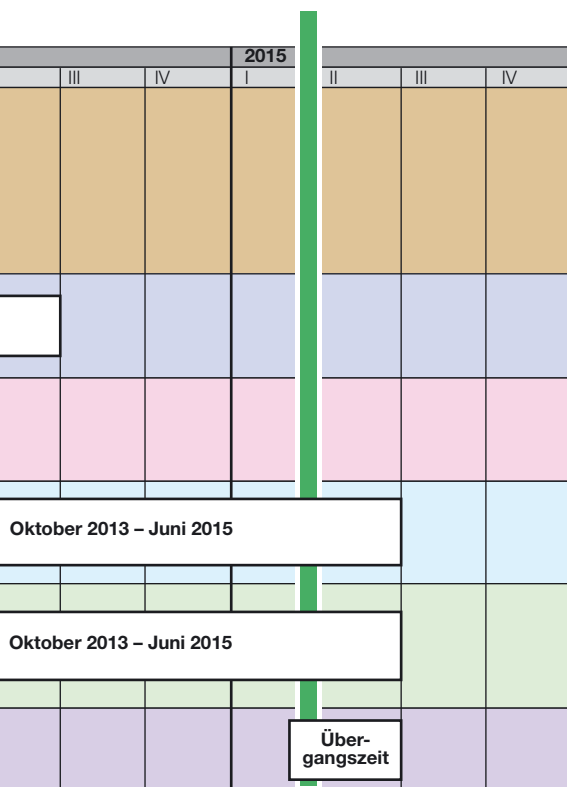 2015
III IV I II III IV
Oktober 2013 – Juni 2015
Oktober 2013 – Juni 2015
Über-
gangszeit